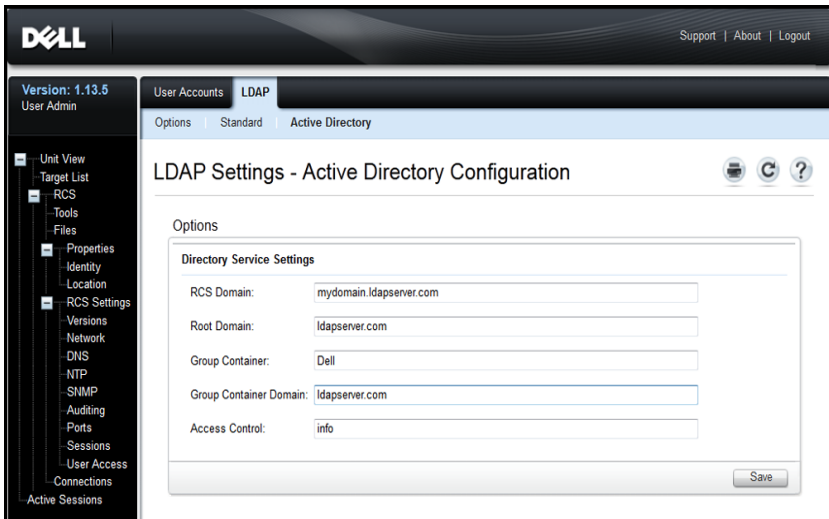 DELL
Support | About | Logout
Version: 1.13.5
User Admin
User Accounts LDAP
Options Standard Active Directory
Unit View
Target List
RCS
Tools
Files
Properties
Identity
Location
RCS Settings
Versions
Network
DNS
NTP
SNMP
Auditing
Ports
Sessions
User Access
Connections
Active Sessions
LDAP Settings - Active Directory Configuration
?
Options
Directory Service Settings
RCS Domain: mydomain.ldapserver.com
Root Domain: ldapserver.com
Group Container: Dell
Group Container Domain: ldapserver.com
Access Control: info
Save